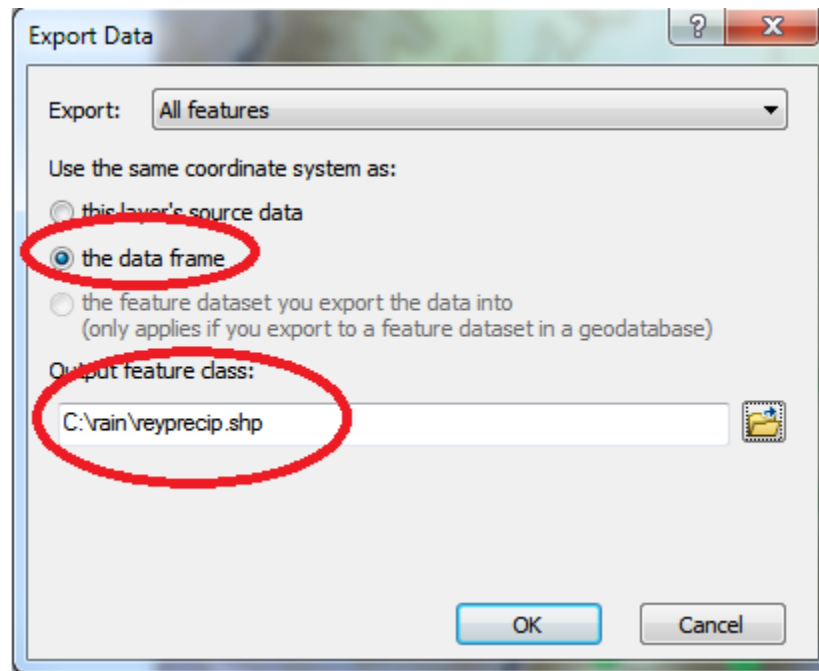 Export Data
Export: All features
Use the same coordinate system as:
this layer's source data
the data frame
the feature dataset you export the data into
(only applies if you export to a feature dataset in a geodatabase)
Output feature class:
C:\rain\reyprecip.shp
OK Cancel